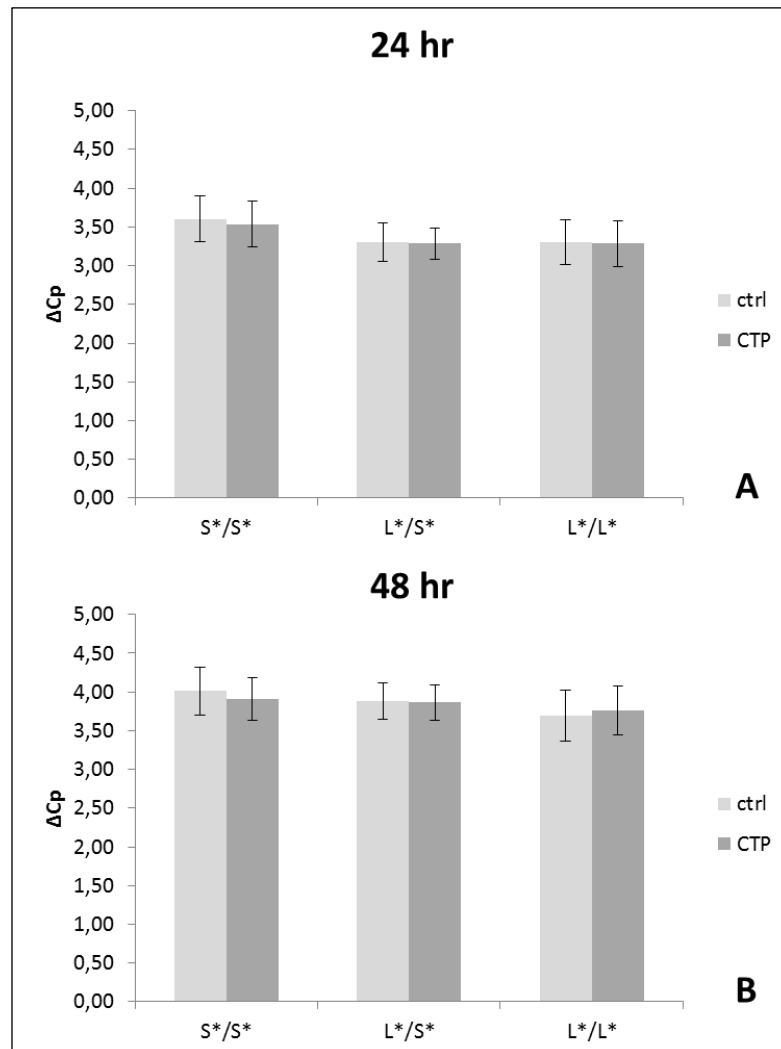 24 hr
5,00
4,50
4,00
3,50
3,00
2,50
2,00
1,50
1,00
0,50
0,00
ΔCp
S*/S* L*/S* L*/L*
ctrl
CTP
A
48 hr
5,00
4,50
4,00
3,50
3,00
2,50
2,00
1,50
1,00
0,50
0,00
ΔCp
S*/S* L*/S* L*/L*
ctrl
CTP
B